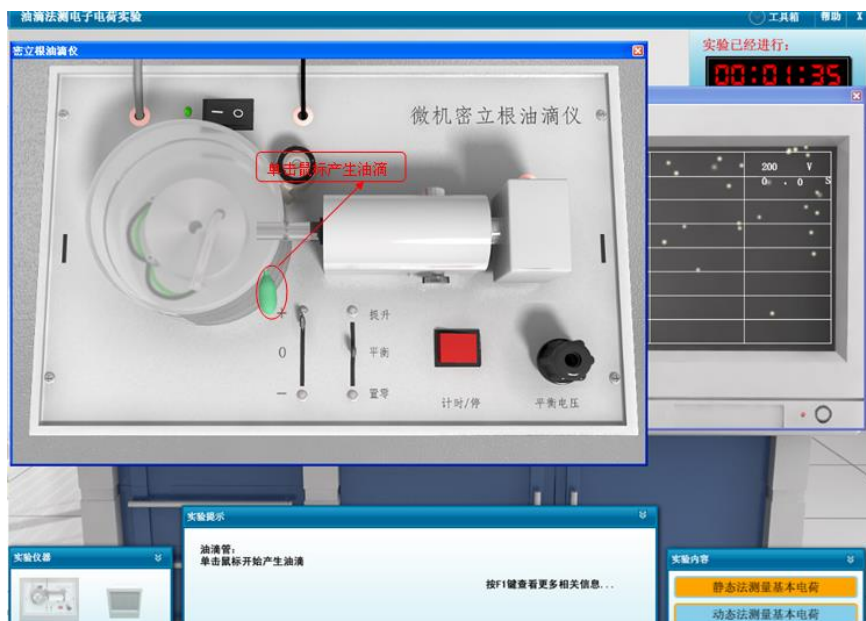 油滴法测电子电荷实验
工具箱 帮助 X
密立根油滴仪
实验已经进行:
00:01:35
微机密立根油滴仪
单击鼠标产生油滴
200 V
0. . 0 S
+
0
-
提升
平衡
置零
计时/停
平衡电压
实验提示
油滴管:
单击鼠标开始产生油滴
按F1键查看更多相关信息...
实验仪器
实验内容
静态法测量基本电荷
动态法测量基本电荷